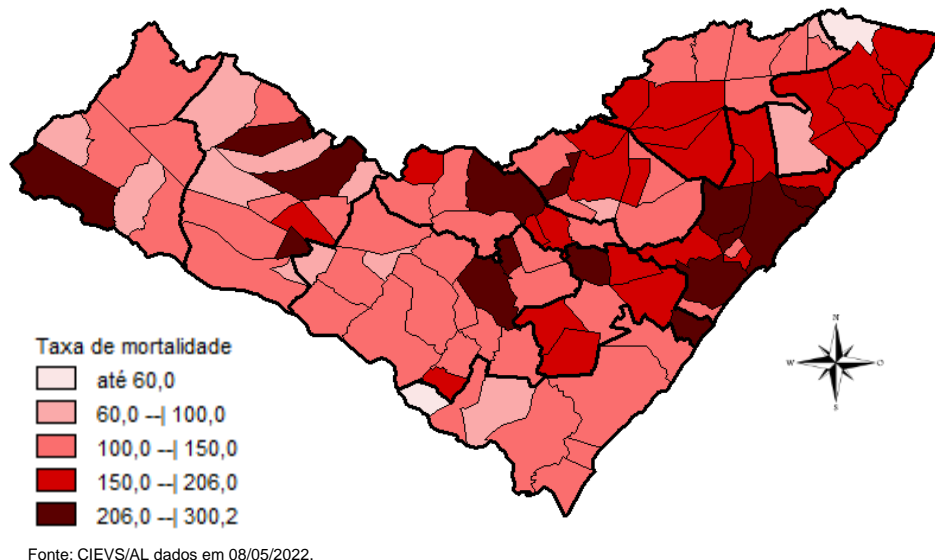 N
W
O
S
Taxa de mortalidade
até 60,0
60,0 --| 100,0
100,0 --| 150,0
150,0 --| 206,0
206,0 --| 300,2
Fonte: CIEVS/AL dados em 08/05/2022.